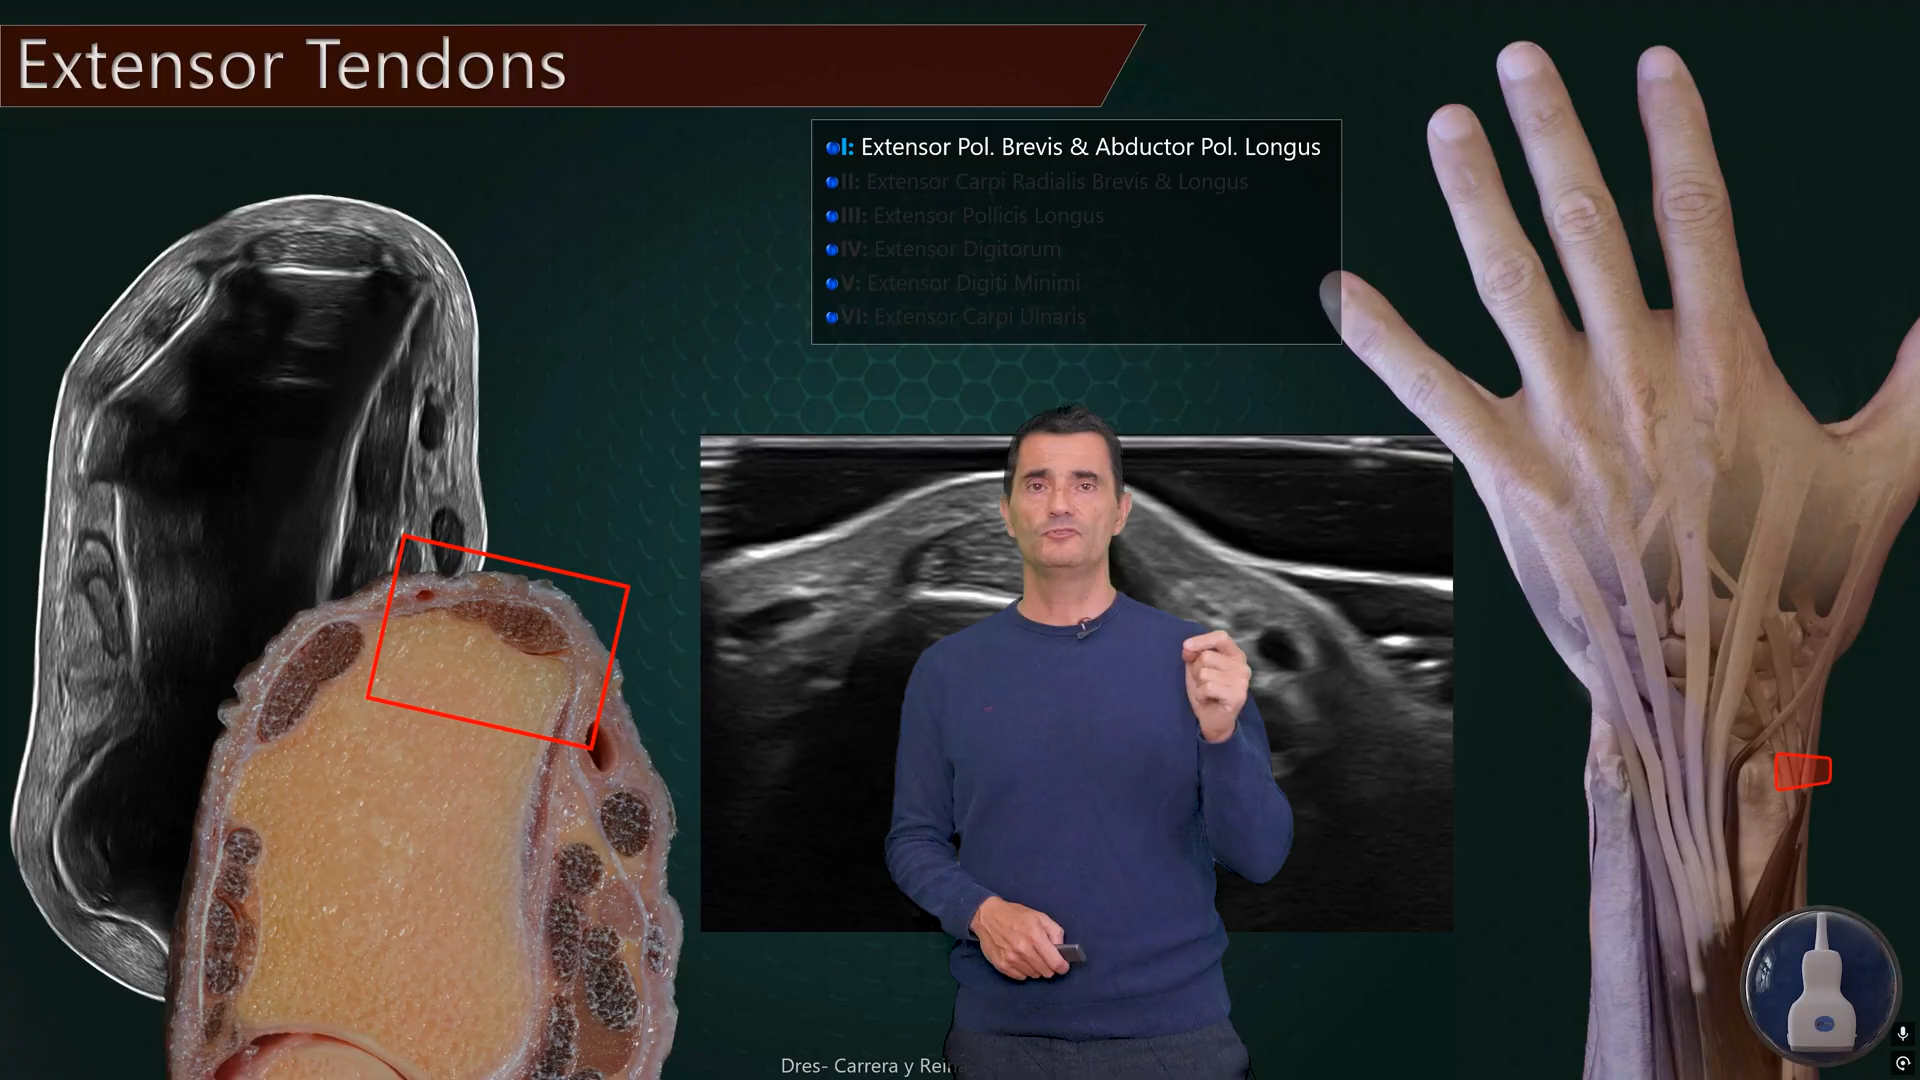 Extensor Tendons
I: Extensor Pol. Brevis & Abductor Pol. Longus
II: Extensor Carpi Radialis Brevis & Longus
III: Extensor Pollicis Longus
IV: Extensor Digitorum
V: Extensor Digiti Minimi
VI: Extensor Carpi Ulnaris
Dres- Carrera y